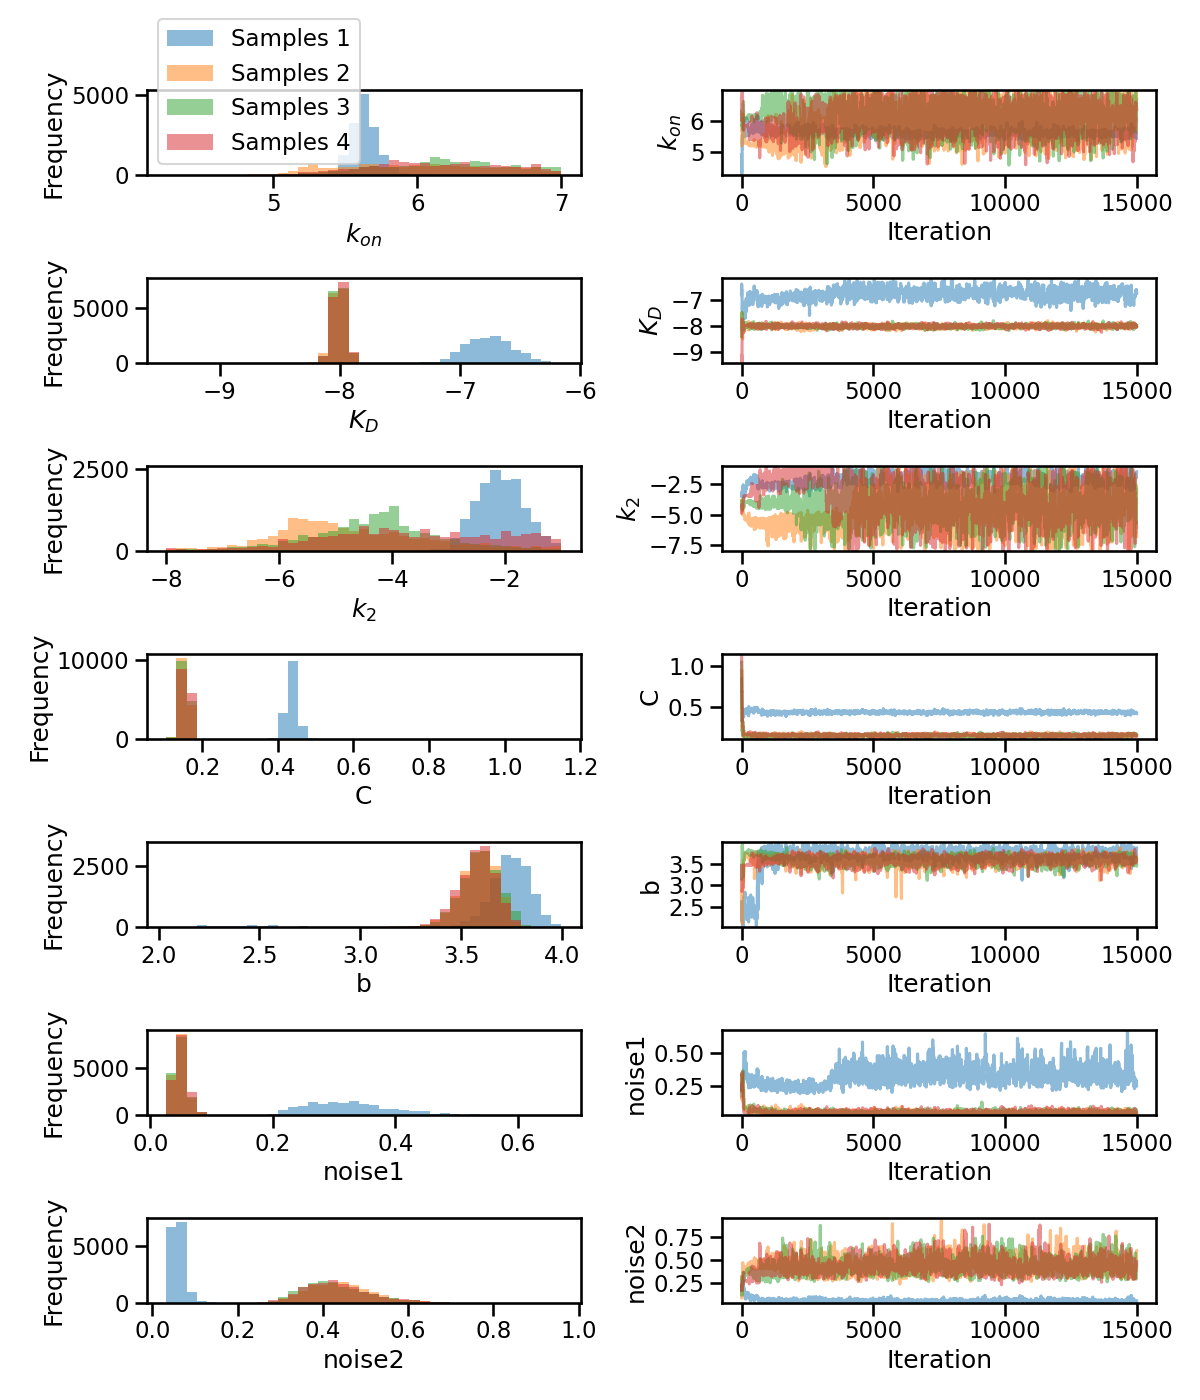 Samples 1
Samples 2
Samples 3
Samples 4
Frequency
5000
0
5 6 7
k_on
k_on
6
5
0 5000 10000 15000
Iteration
Frequency
5000
0
−9 −8 −7 −6
K_D
K_D
−7
−8
−9
0 5000 10000 15000
Iteration
Frequency
2500
0
−8 −6 −4 −2
k_2
k_2
−2.5
−5.0
−7.5
0 5000 10000 15000
Iteration
Frequency
10000
0
0.2 0.4 0.6 0.8 1.0 1.2
C
C
1.0
0.5
0 5000 10000 15000
Iteration
Frequency
2500
0
2.0 2.5 3.0 3.5 4.0
b
b
3.5
3.0
2.5
0 5000 10000 15000
Iteration
Frequency
5000
0
0.0 0.2 0.4 0.6
noise1
noise1
0.50
0.25
0 5000 10000 15000
Iteration
Frequency
5000
0
0.0 0.2 0.4 0.6 0.8 1.0
noise2
noise2
0.75
0.50
0.25
0 5000 10000 15000
Iteration